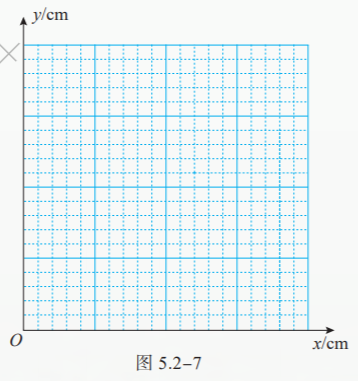 y/cm
O
x/cm
图 5.2-7